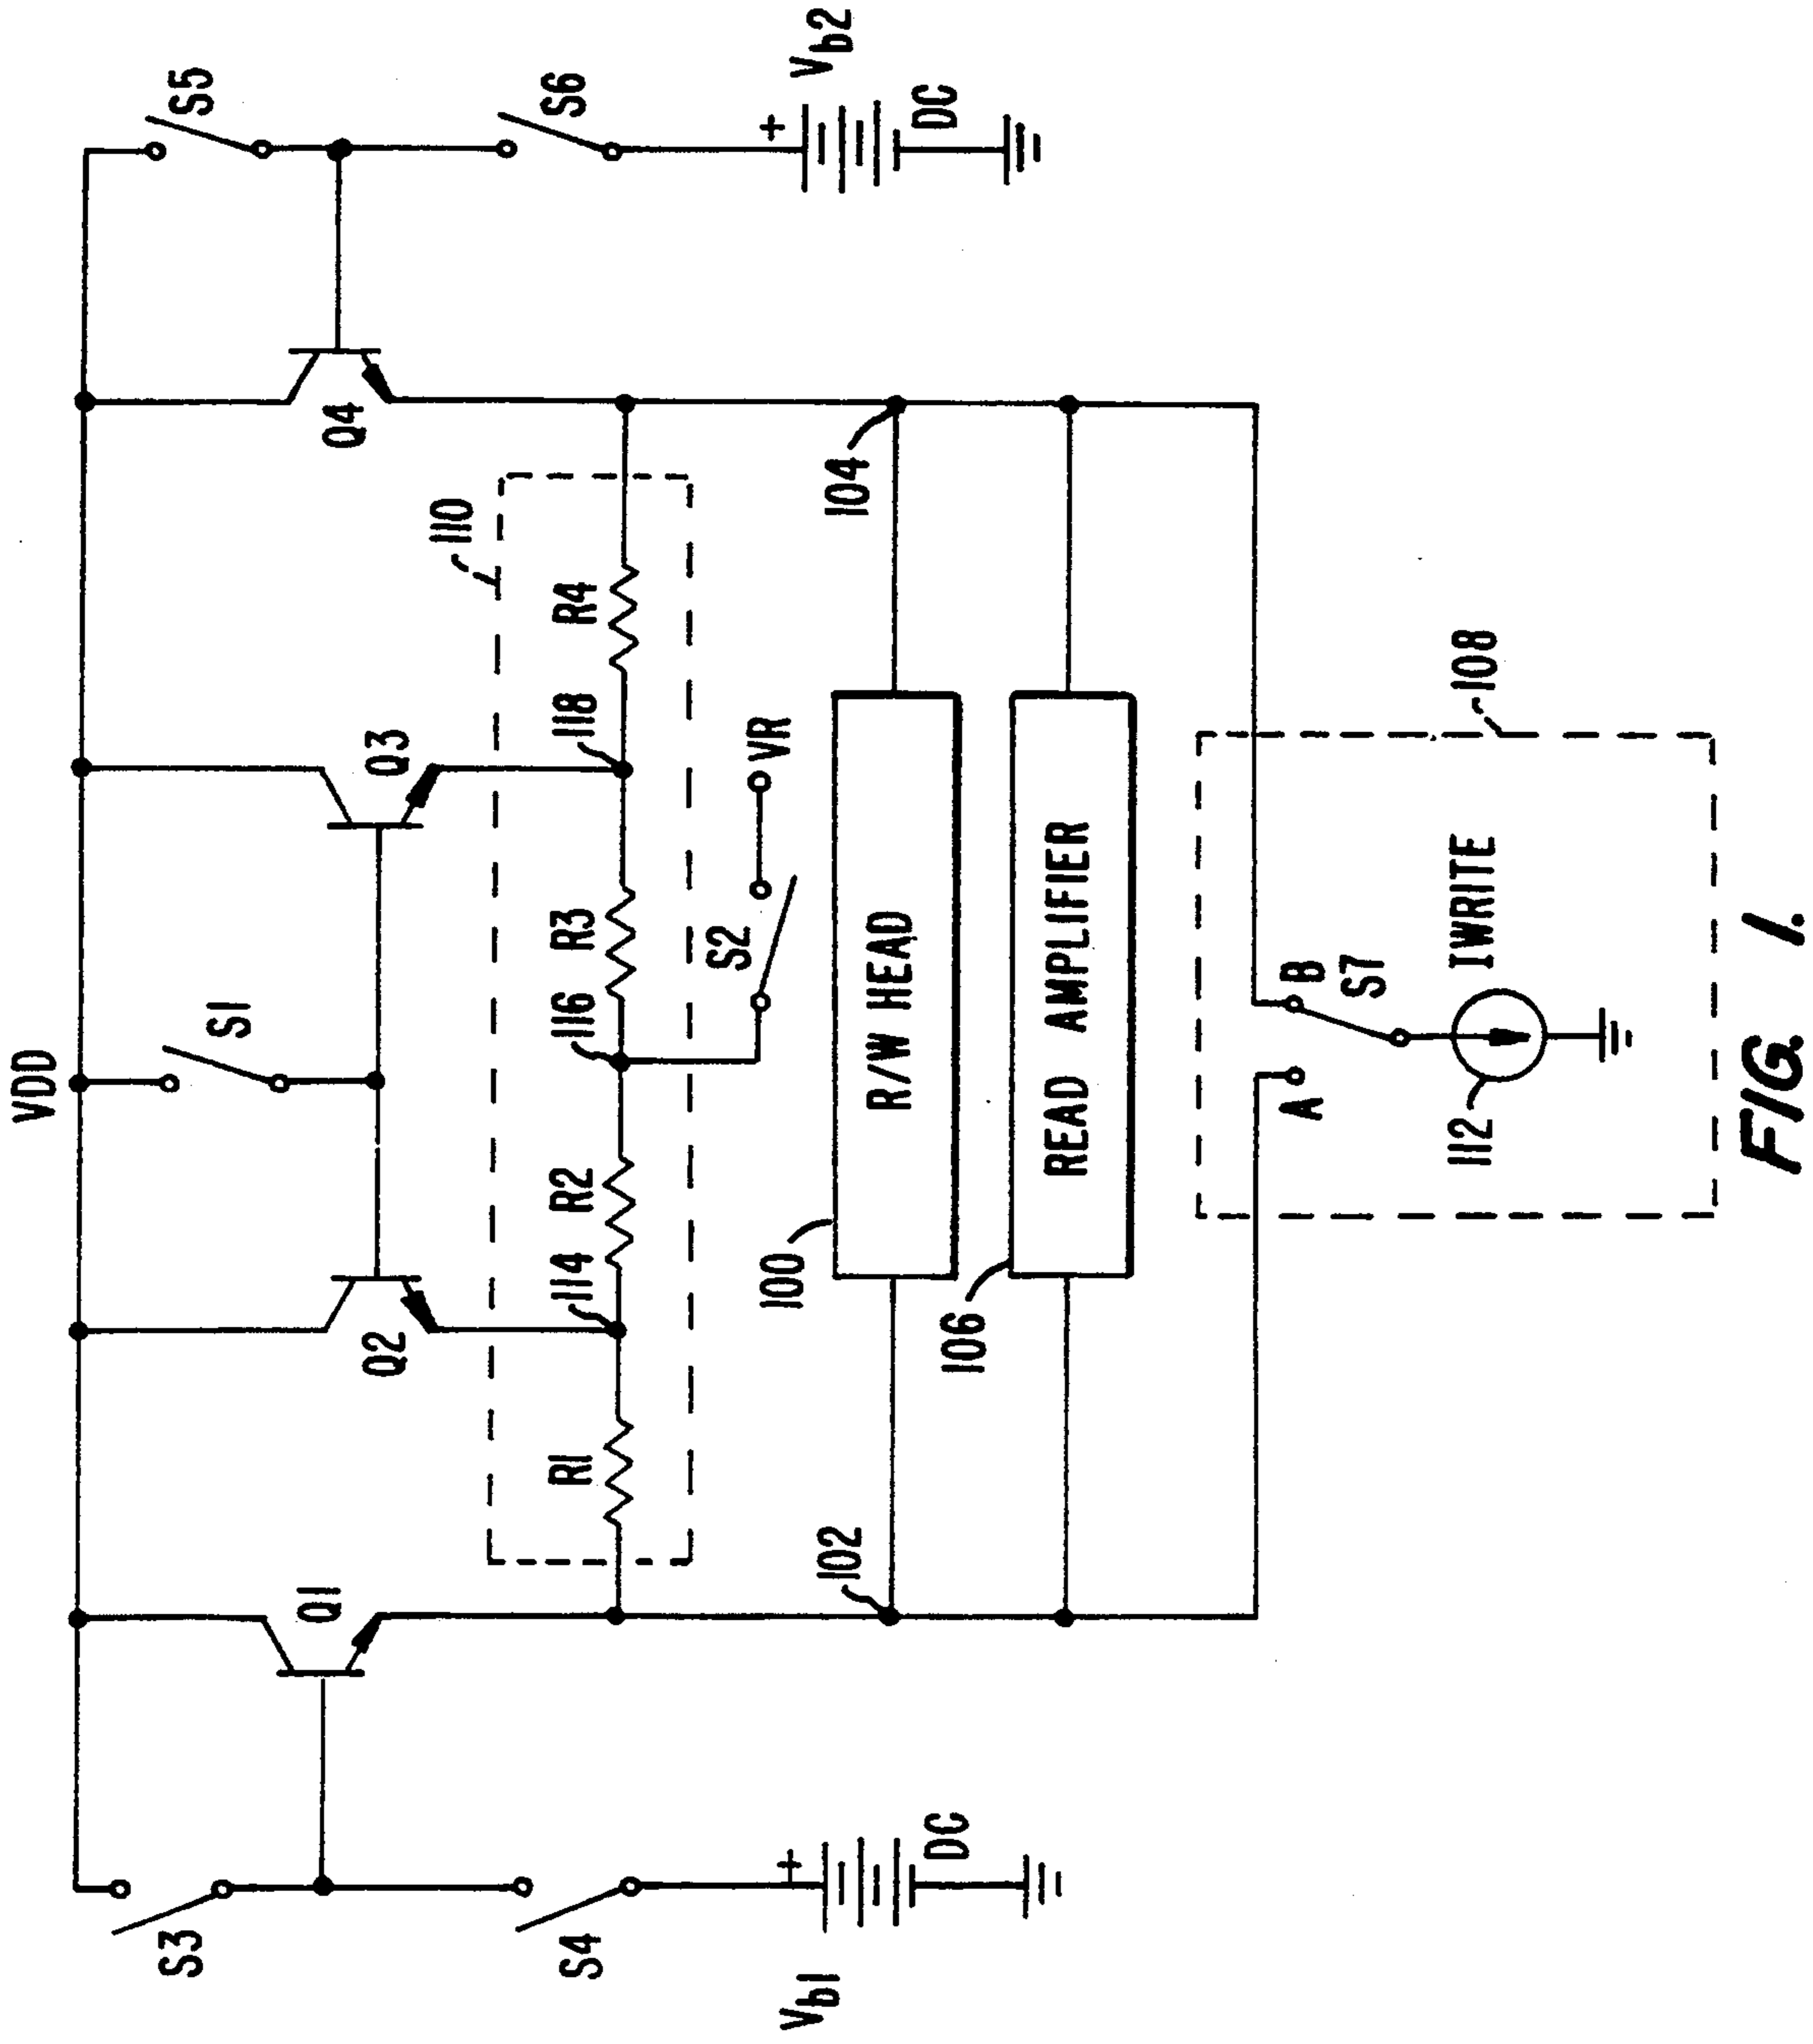 VDD
S1
S3
S5
S4
S6
Q1
Q2
Q3
Q4
110
R1
114
R2
116
R3
118
R4
S2
VR
Vb1
+
DC
Vb2
+
DC
102
104
100
R/W HEAD
106
READ AMPLIFIER
108
A
B
S7
112
IWRITE
FIG. 1.